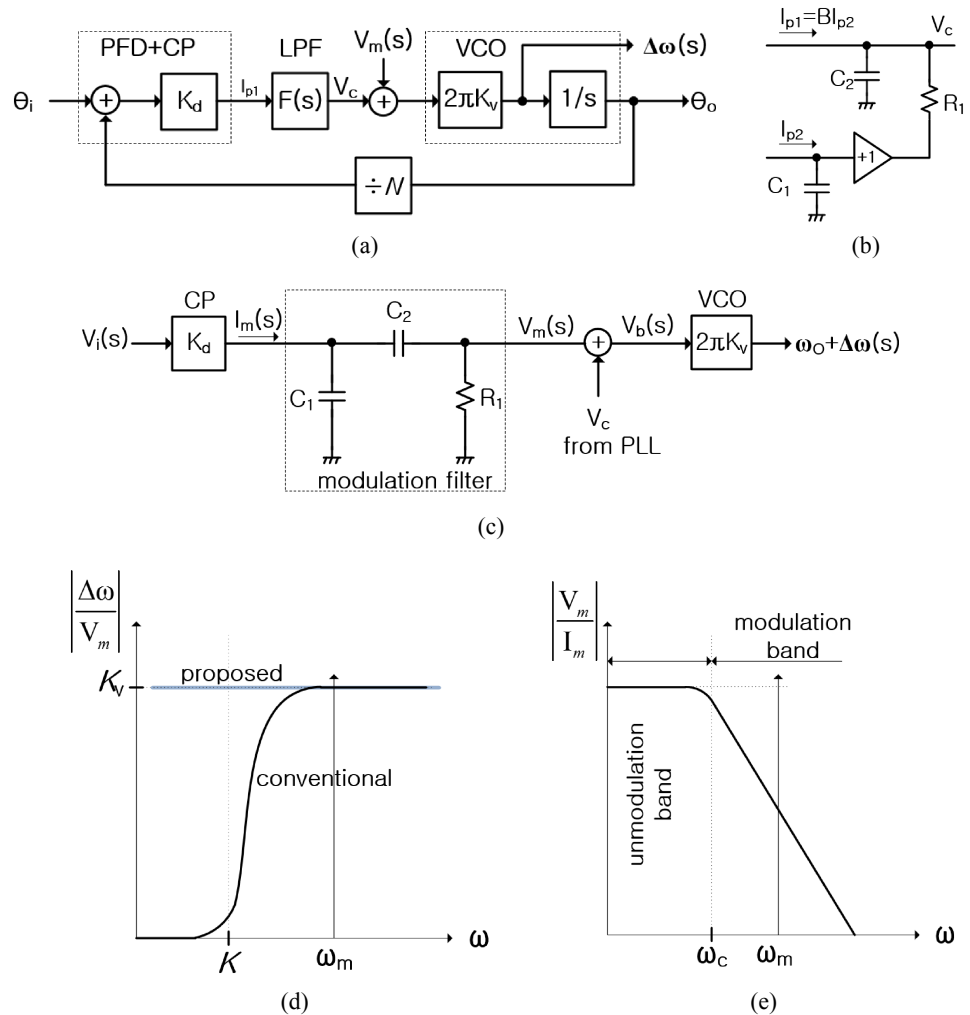 PFD+CP
LPF
Vm(s)
VCO
Δω(s)
θi
+
Kd
Ip1
F(s)
Vc
+
2πKv
1/s
θo
÷N
(a)
Ip1=BIp2
Vc
C2
R1
Ip2
+1
C1
(b)
CP
Vi(s)
Kd
Im(s)
C2
C1
R1
modulation filter
Vm(s)
+
Vb(s)
Vc
from PLL
VCO
2πKv
ωO+Δω(s)
(c)
|Δω/Vm|
Kv
proposed
conventional
K
ωm
ω
(d)
|Vm/Im|
modulation
band
unmodulation
band
ωc
ωm
ω
(e)